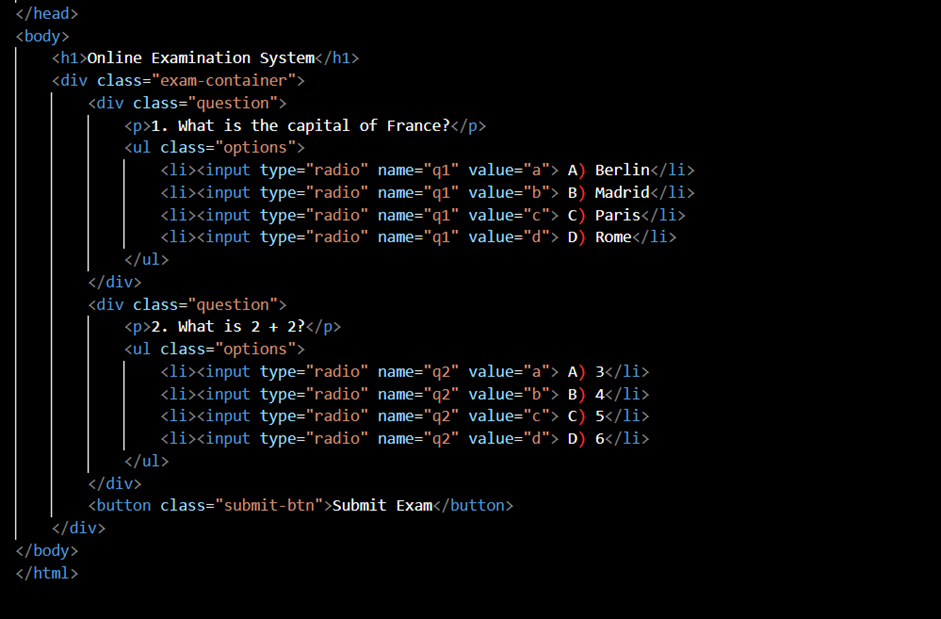 </head>
<body>
    <h1>Online Examination System</h1>
    <div class="exam-container">
        <div class="question">
            <p>1. What is the capital of France?</p>
            <ul class="options">
                <li><input type="radio" name="q1" value="a"> A) Berlin</li>
                <li><input type="radio" name="q1" value="b"> B) Madrid</li>
                <li><input type="radio" name="q1" value="c"> C) Paris</li>
                <li><input type="radio" name="q1" value="d"> D) Rome</li>
            </ul>
        </div>
        <div class="question">
            <p>2. What is 2 + 2?</p>
            <ul class="options">
                <li><input type="radio" name="q2" value="a"> A) 3</li>
                <li><input type="radio" name="q2" value="b"> B) 4</li>
                <li><input type="radio" name="q2" value="c"> C) 5</li>
                <li><input type="radio" name="q2" value="d"> D) 6</li>
            </ul>
        </div>
        <button class="submit-btn">Submit Exam</button>
    </div>
</body>
</html>